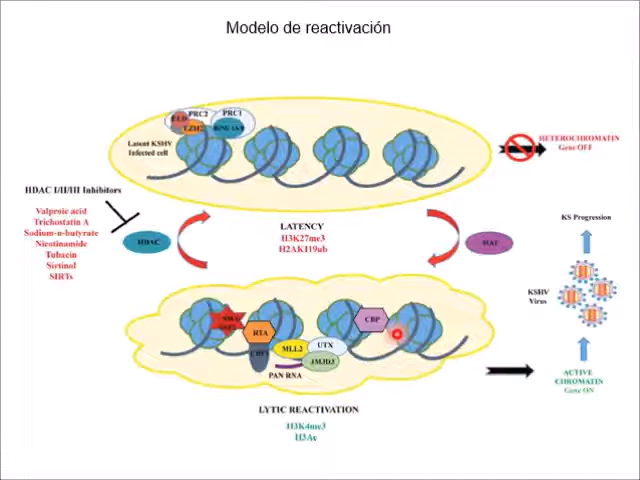 Modelo de reactivación
PRC2
PRC1
EED
EZH2
Latent KSHV
Infected cell
HETEROCHROMATIN
Gene OFF
HDAC I/II/III Inhibitors
Valproic acid
Trichostatin A
Sodium-n-butyrate
Nicotinamide
Tubacin
Sirtinol
SIRTs
HDAC
LATENCY
H3K27me3
H2AK119ub
HAT
KS Progression
KSHV
Virus
RTA
CBP
MLL2
UTX
JMJD3
PAN RNA
ACTIVE
CHROMATIN
Gene ON
LYTIC REACTIVATION
H3K4me3
H3Ac